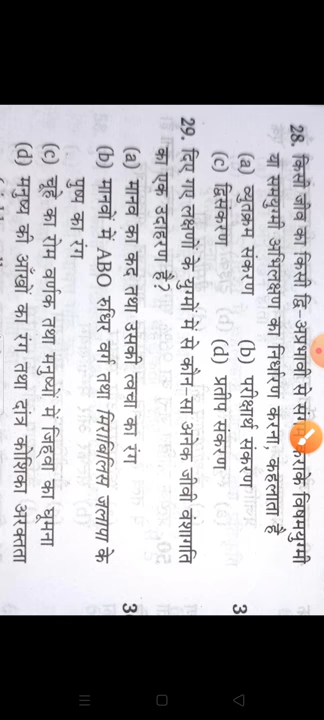 28. किसी जीव का किसी द्वि-अप्रभावी से करके विषमयुग्मी
या समयुग्मी अभिलक्षण का निर्धारण करना, कहलाता है
(a) व्युत्क्रम संकरण (b) परीक्षार्थ संकरण
(c) द्विसंकरण (d) प्रतीप संकरण
29. दिए गए लक्षणों के युग्मों में से कौन-सा अनेक जीनी वंशागति
का एक उदाहरण है?
(a) मानव का कद तथा उसकी त्वचा का रंग
(b) मानवों में ABO रुधिर वर्ग तथा मिराबिलिस जलापा के
पुष्प का रंग
(c) चूहे का रोम वर्णक तथा मनुष्यों में जिह्वा का घूमना
(d) मनुष्य की आँखों का रंग तथा दात्र कोशिका अरक्तता
3
3